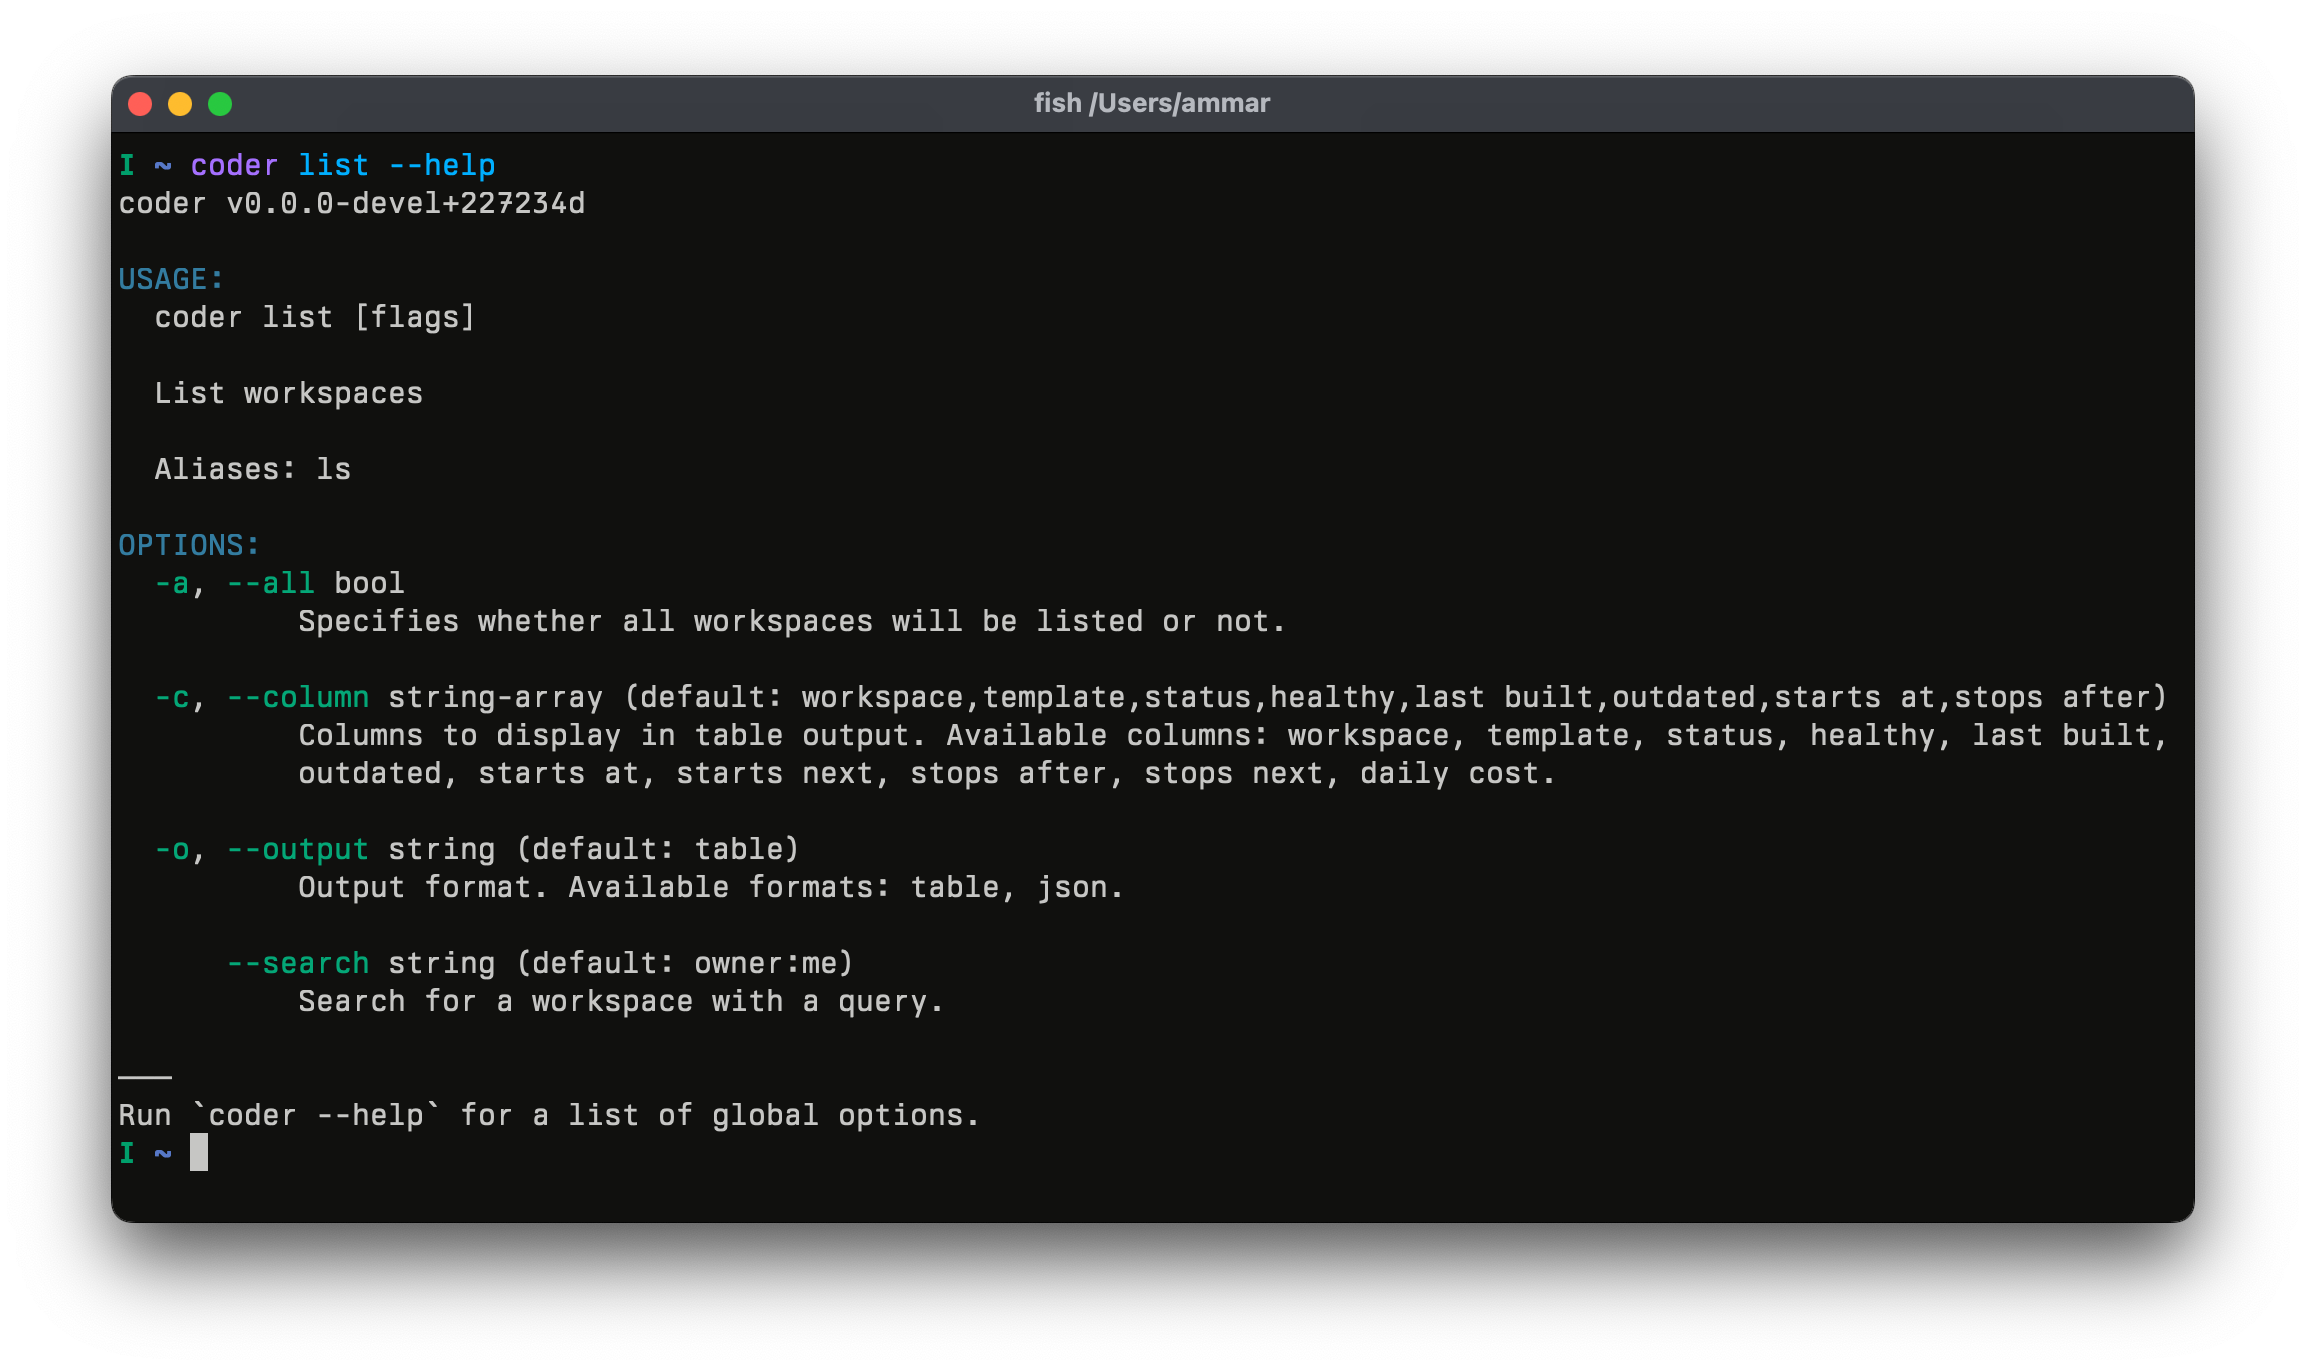 fish /Users/ammar
I ~ coder list --help
coder v0.0.0-devel+227234d
USAGE:
coder list [flags]
List workspaces
Aliases: ls
OPTIONS:
-a, --all bool
Specifies whether all workspaces will be listed or not.
-c, --column string-array (default: workspace,template,status,healthy,last built,outdated,starts at,stops after)
Columns to display in table output. Available columns: workspace, template, status, healthy, last built,
outdated, starts at, starts next, stops after, stops next, daily cost.
-o, --output string (default: table)
Output format. Available formats: table, json.
--search string (default: owner:me)
Search for a workspace with a query.
———
Run `coder --help` for a list of global options.
I ~